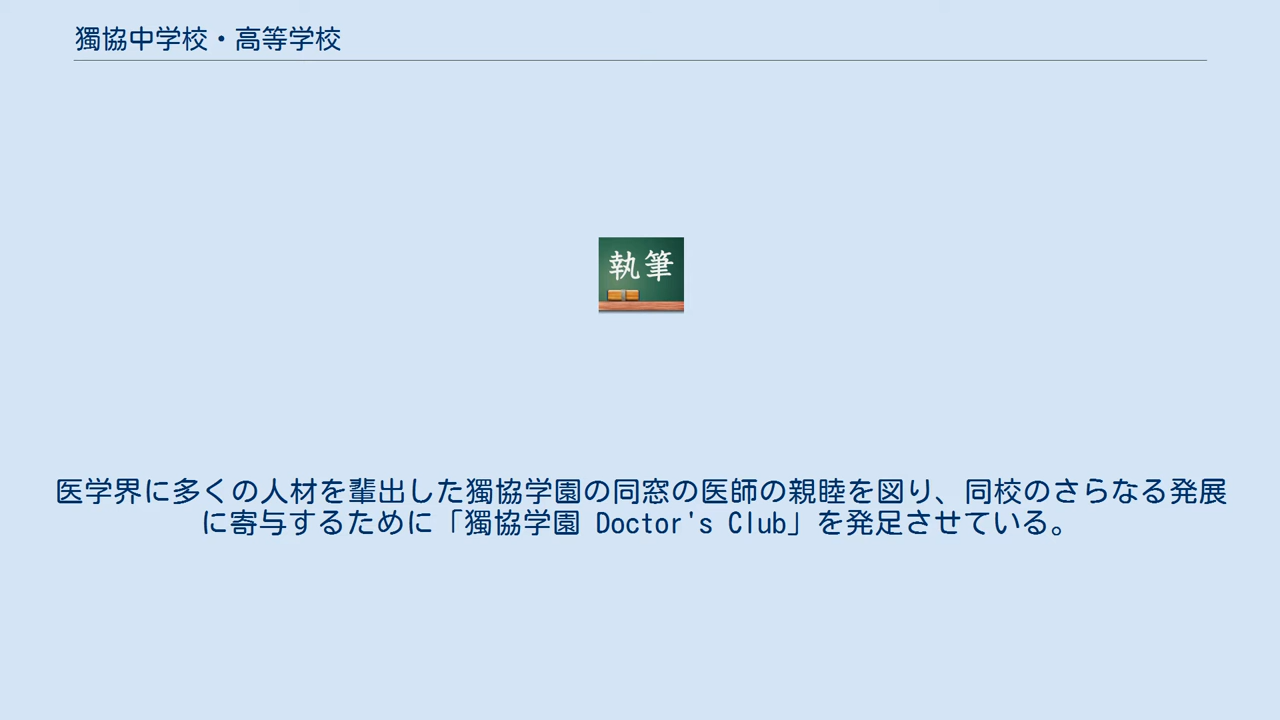 獨協中学校・高等学校
執筆
医学界に多くの人材を輩出した獨協学園の同窓の医師の親睦を図り、同校のさらなる発展
に寄与するために「獨協学園 Doctor's Club」を発足させている。